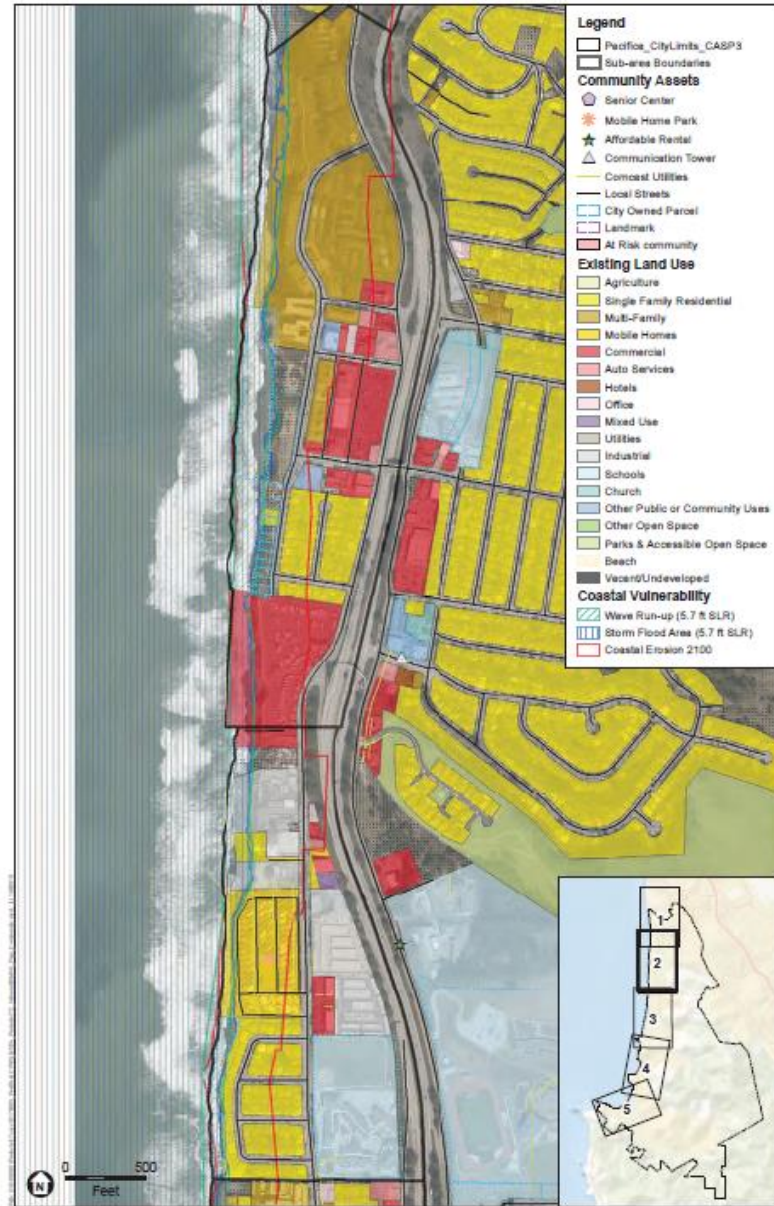 Legend
Pacifica_CityLimits_CASP3
Sub-area Boundaries
Community Assets
Senior Center
Mobile Home Park
Affordable Rental
Communication Tower
Comcast Utilities
Local Streets
City Owned Parcel
Landmark
At Risk community
Existing Land Use
Agriculture
Single Family Residential
Multi-Family
Mobile Homes
Commercial
Auto Services
Hotels
Office
Mixed Use
Utilities
Industrial
Schools
Church
Other Public or Community Uses
Other Open Space
Parks & Accessible Open Space
Beach
Vacant/Undeveloped
Coastal Vulnerability
Wave Run-up (5.7 ft SLR)
Storm Flood Area (5.7 ft SLR)
Coastal Erosion 2100
1
2
3
4
5
N
0 500
Feet